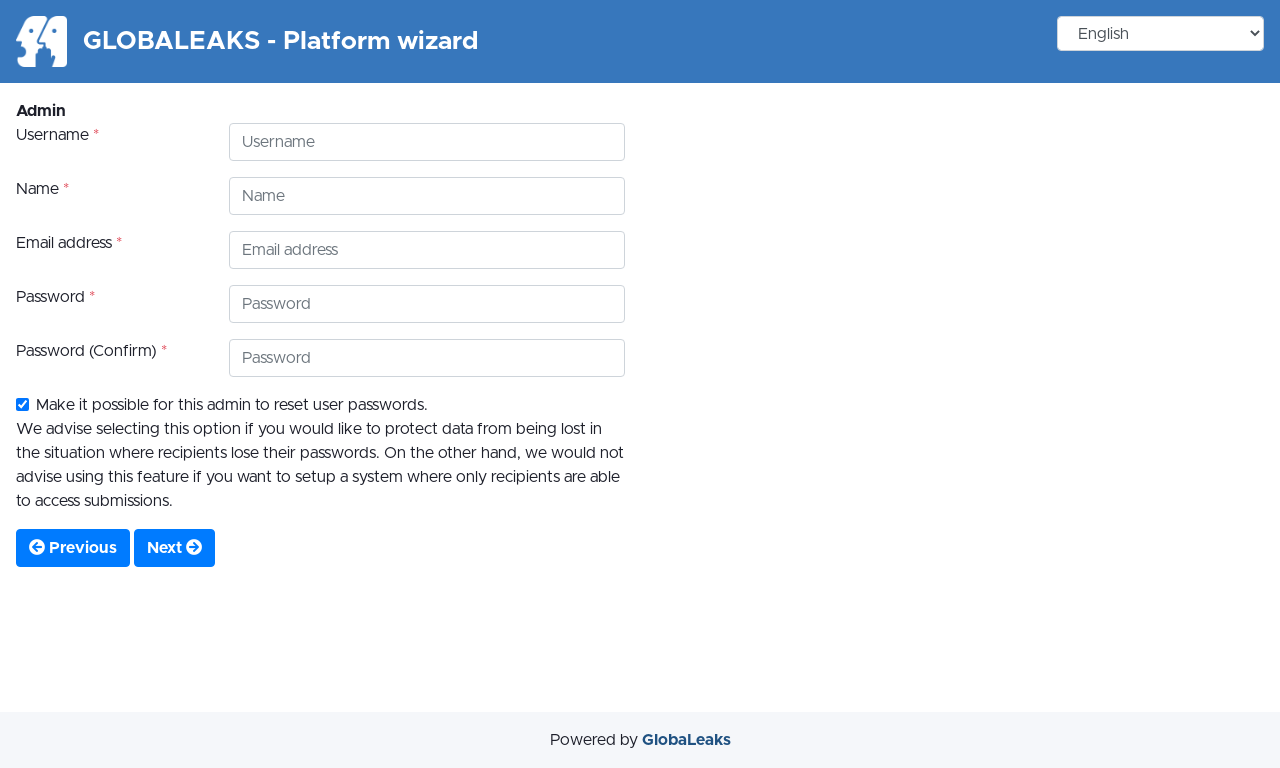 GLOBALEAKS - Platform wizard
English
Admin
Username *
Username
Name *
Name
Email address *
Email address
Password *
Password
Password (Confirm) *
Password
Make it possible for this admin to reset user passwords.
We advise selecting this option if you would like to protect data from being lost in
the situation where recipients lose their passwords. On the other hand, we would not
advise using this feature if you want to setup a system where only recipients are able
to access submissions.
Previous
Next
Powered by GlobaLeaks